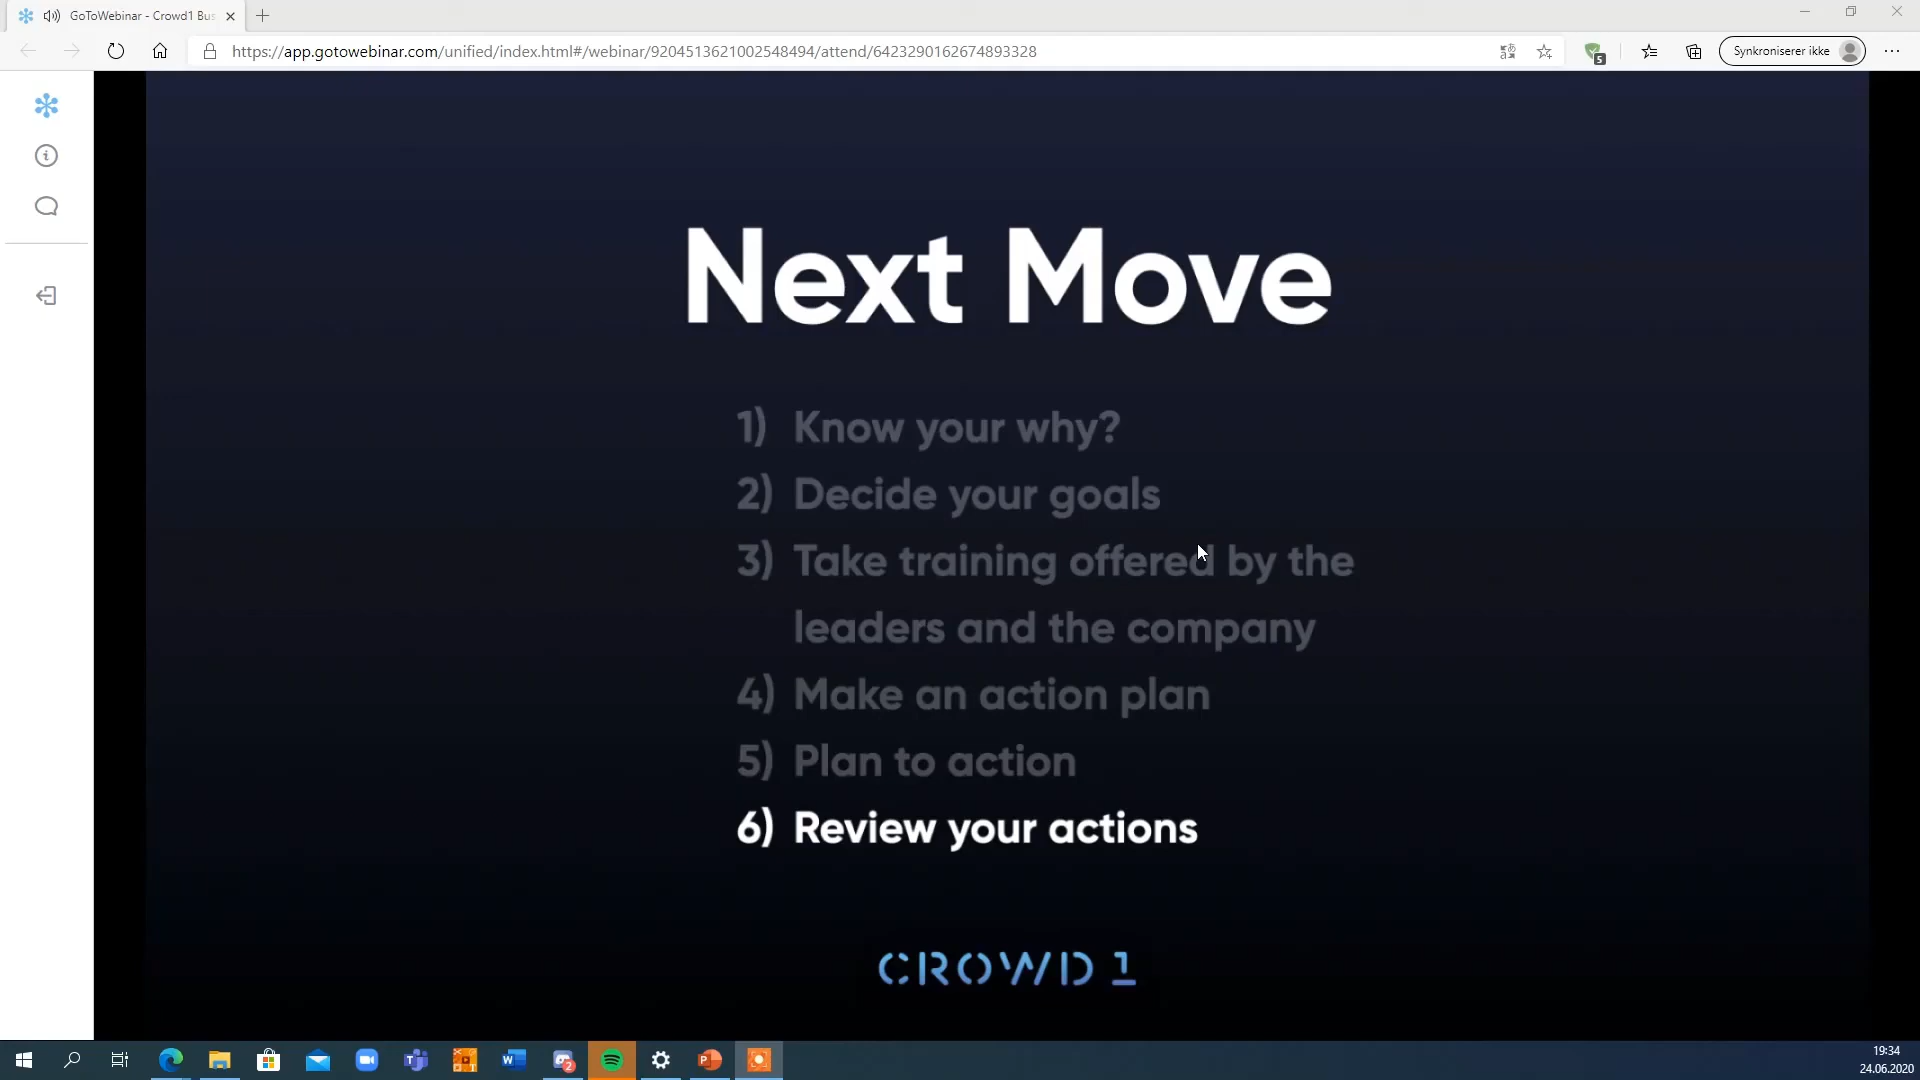 GoToWebinar - Crowd1 Bus
https://app.gotowebinar.com/unified/index.html#/webinar/9204513621002548494/attend/6423290162674893328
5
Synkroniserer ikke
Next Move
1) Know your why?
2) Decide your goals
3) Take training offered by the
leaders and the company
4) Make an action plan
5) Plan to action
6) Review your actions
CROWD 1
2
19:34
24.06.2020